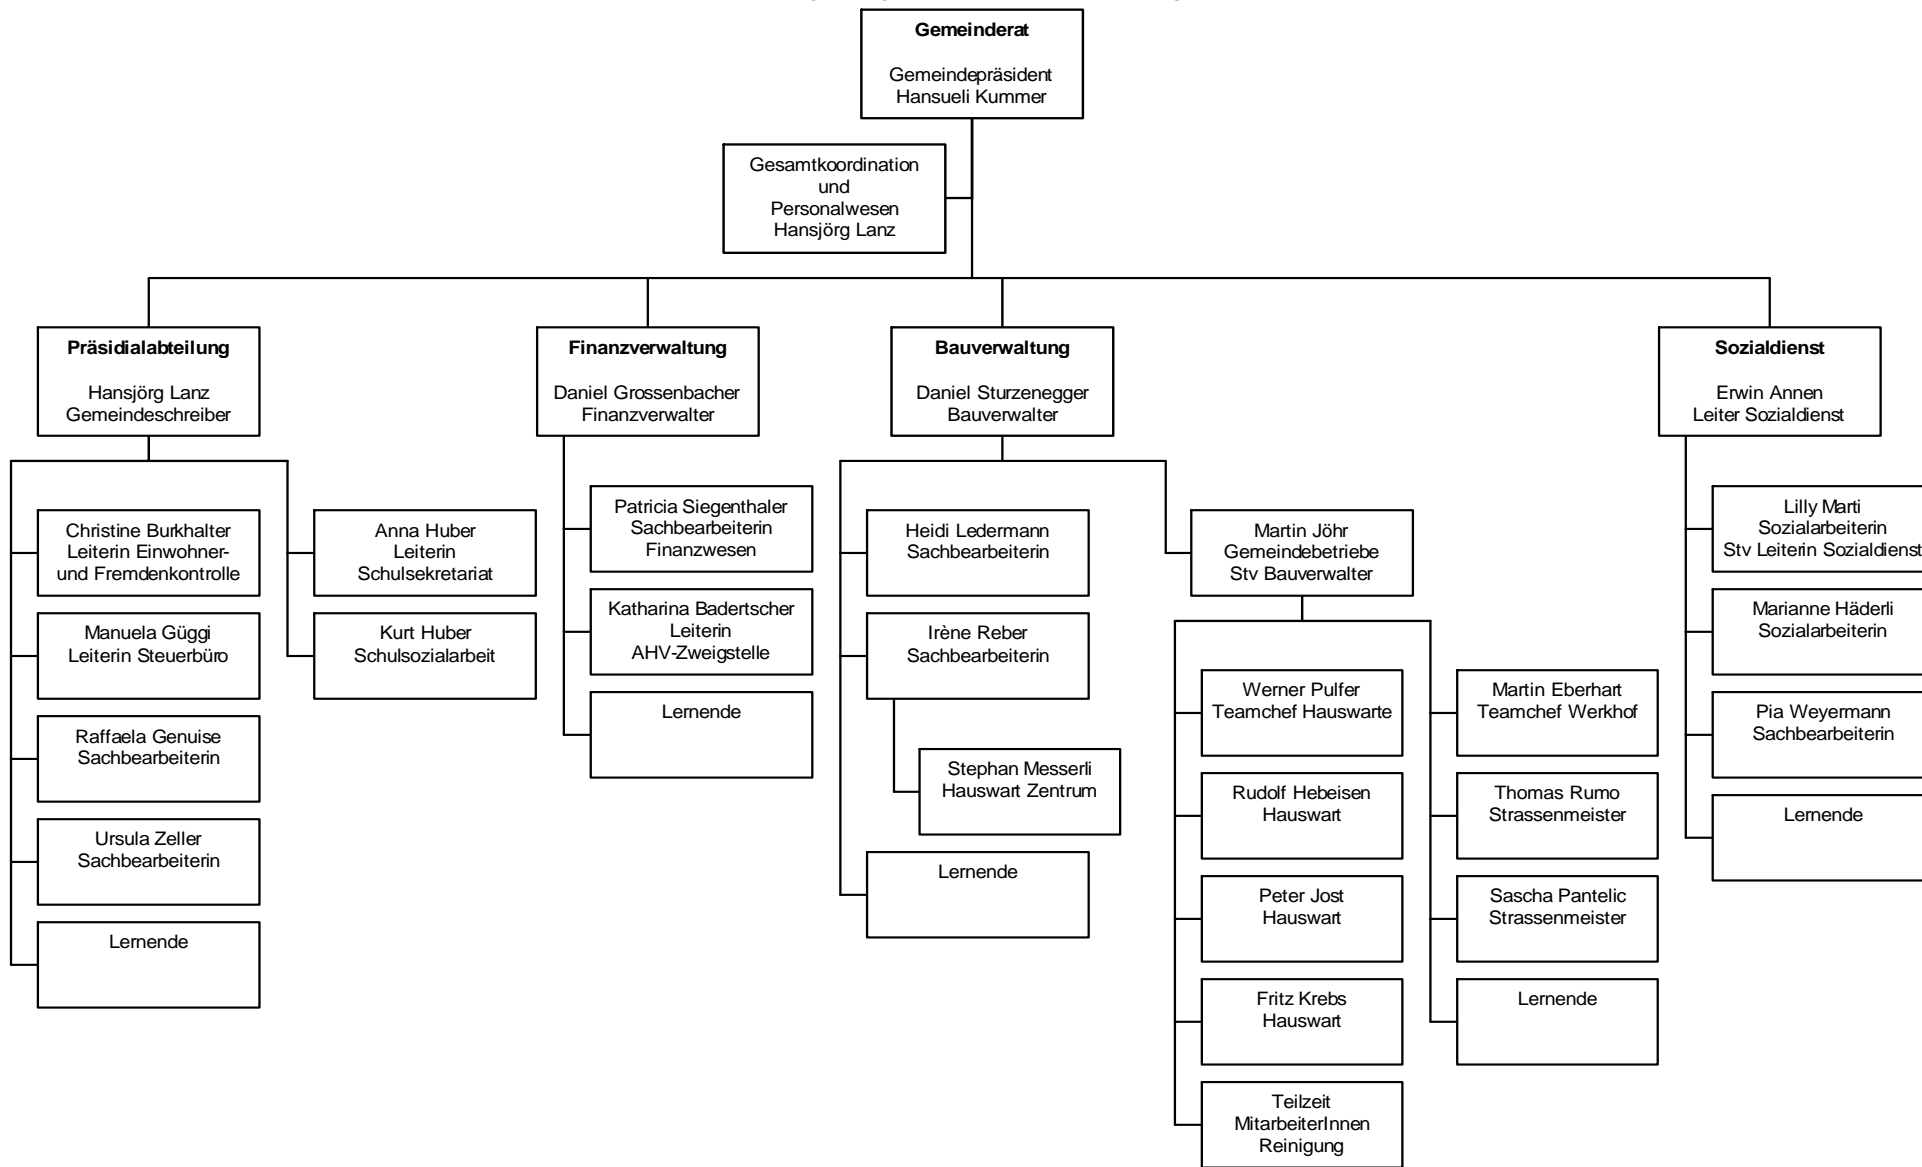 Gemeinderat
Gemeindepräsident
Hansueli Kummer
Gesamtkoordination
und
Personalwesen
Hansjörg Lanz
Präsidialabteilung
Hansjörg Lanz
Gemeindeschreiber
Finanzverwaltung
Daniel Grossenbacher
Finanzverwalter
Bauverwaltung
Daniel Sturzenegger
Bauverwalter
Sozialdienst
Erwin Annen
Leiter Sozialdienst
Christine Burkhalter
Leiterin Einwohner-
und Fremdenkontrolle
Manuela Güggi
Leiterin Steuerbüro
Raffaela Genuise
Sachbearbeiterin
Ursula Zeller
Sachbearbeiterin
Lernende
Anna Huber
Leiterin
Schulsekretariat
Kurt Huber
Schulsozialarbeit
Patricia Siegenthaler
Sachbearbeiterin
Finanzwesen
Katharina Badertscher
Leiterin
AHV-Zweigstelle
Lernende
Heidi Ledermann
Sachbearbeiterin
Irène Reber
Sachbearbeiterin
Stephan Messerli
Hauswart Zentrum
Lernende
Martin Jöhr
Gemeindebetriebe
Stv Bauverwalter
Werner Pulfer
Teamchef Hauswarte
Rudolf Hebeisen
Hauswart
Peter Jost
Hauswart
Fritz Krebs
Hauswart
Teilzeit
MitarbeiterInnen
Reinigung
Martin Eberhart
Teamchef Werkhof
Thomas Rumo
Strassenmeister
Sascha Pantelic
Strassenmeister
Lernende
Lilly Marti
Sozialarbeiterin
Stv Leiterin Sozialdienst
Marianne Häderli
Sozialarbeiterin
Pia Weyermann
Sachbearbeiterin
Lernende